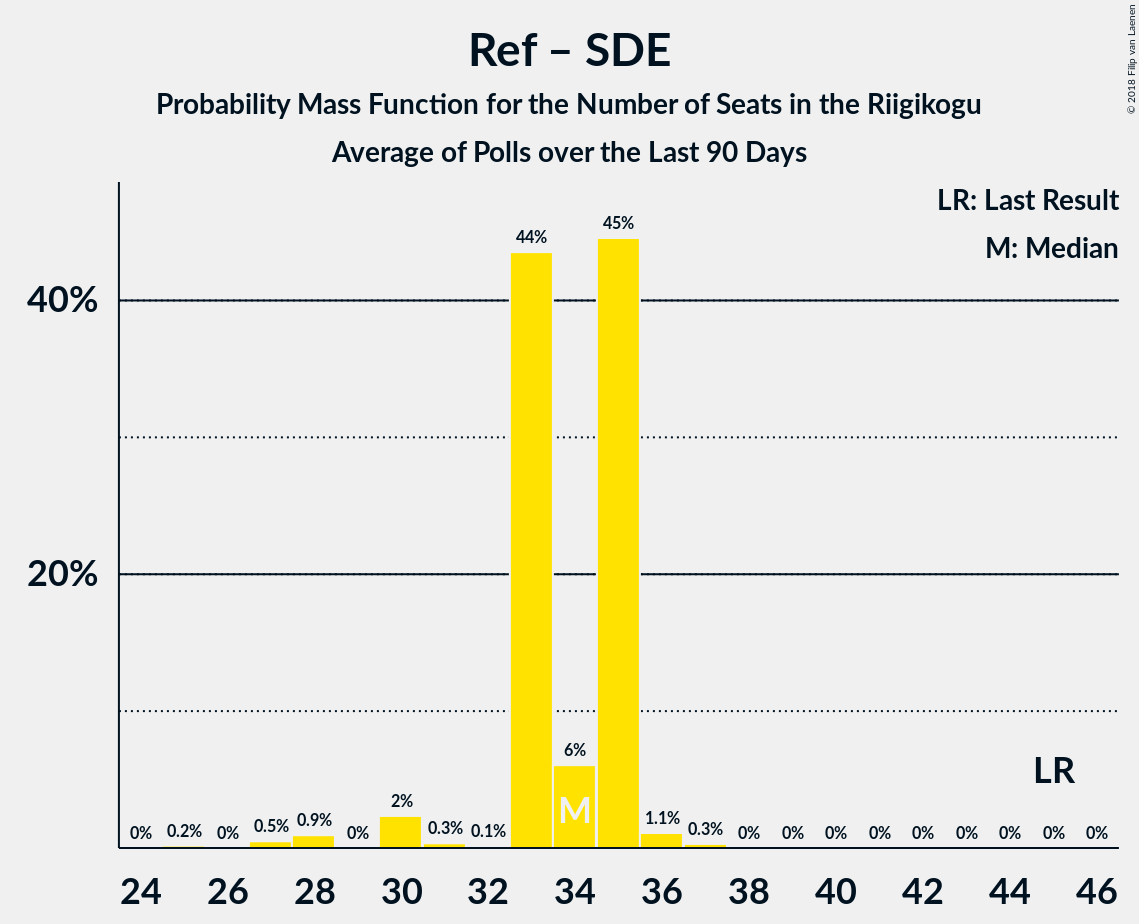 Ref – SDE
Probability Mass Function for the Number of Seats in the Riigikogu
Average of Polls over the Last 90 Days
© 2018 Filip van Laenen
LR: Last Result
M: Median
40%
20%
0% 0.2% 0% 0.5% 0.9% 0% 2% 0.3% 0.1% 44% 6% 45% 1.1% 0.3% 0% 0% 0% 0% 0% 0% 0% 0% 0%
M
LR
24 26 28 30 32 34 36 38 40 42 44 46